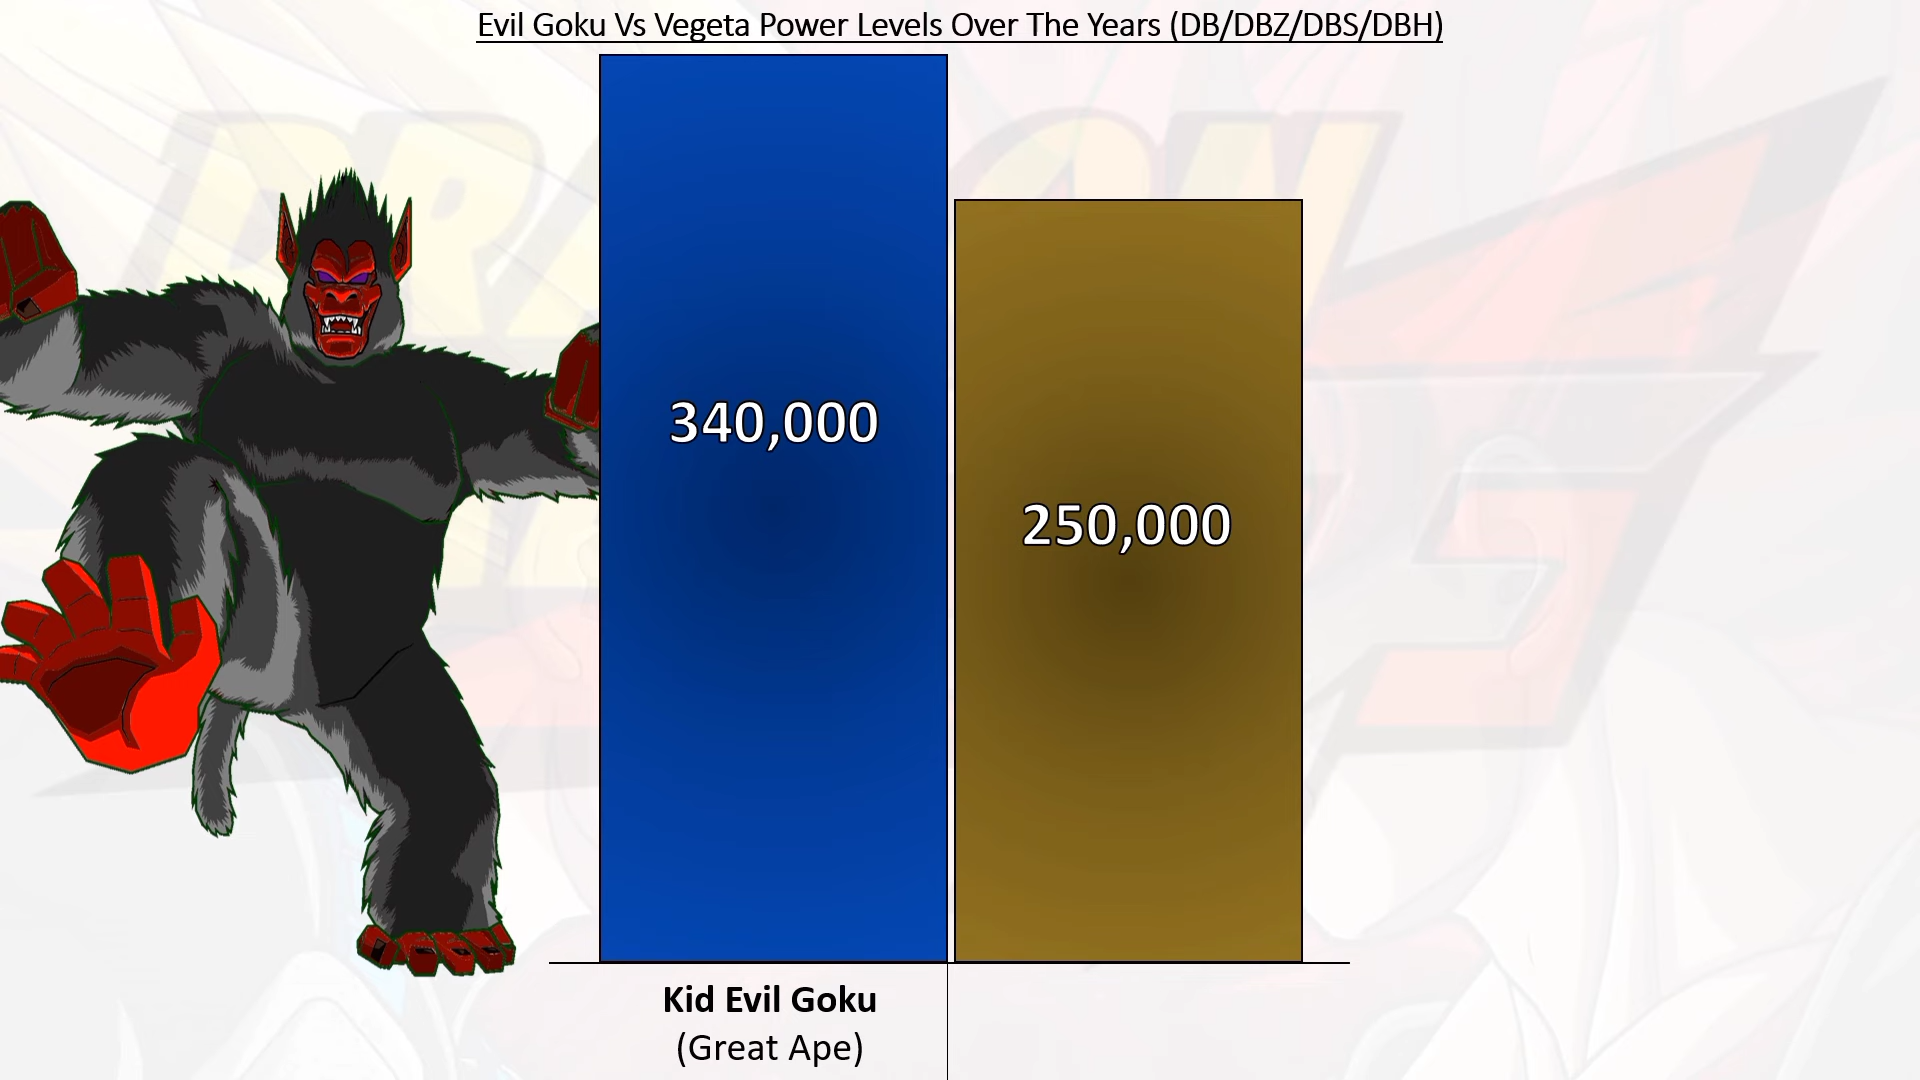 Evil Goku Vs Vegeta Power Levels Over The Years (DB/DBZ/DBS/DBH)
340,000
250,000
Kid Evil Goku
(Great Ape)